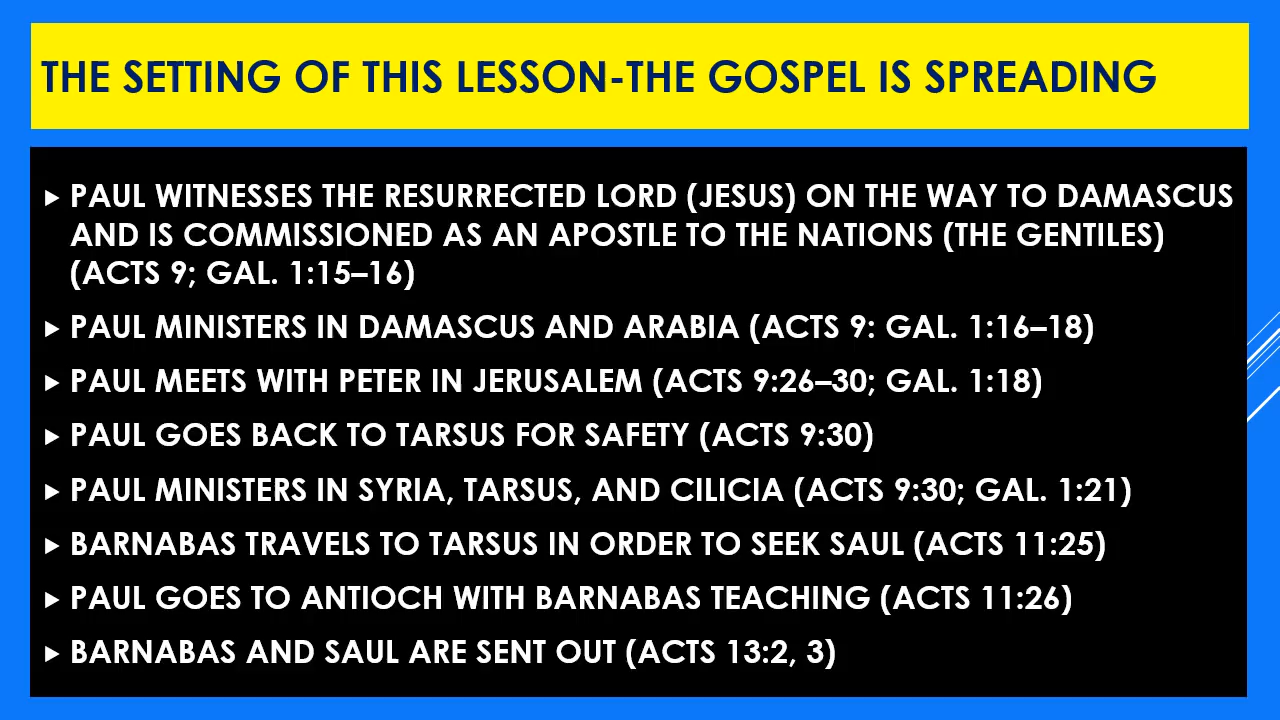 THE SETTING OF THIS LESSON-THE GOSPEL IS SPREADING
PAUL WITNESSES THE RESURRECTED LORD (JESUS) ON THE WAY TO DAMASCUS
AND IS COMMISSIONED AS AN APOSTLE TO THE NATIONS (THE GENTILES)
(ACTS 9; GAL. 1:15–16)
PAUL MINISTERS IN DAMASCUS AND ARABIA (ACTS 9: GAL. 1:16–18)
PAUL MEETS WITH PETER IN JERUSALEM (ACTS 9:26–30; GAL. 1:18)
PAUL GOES BACK TO TARSUS FOR SAFETY (ACTS 9:30)
PAUL MINISTERS IN SYRIA, TARSUS, AND CILICIA (ACTS 9:30; GAL. 1:21)
BARNABAS TRAVELS TO TARSUS IN ORDER TO SEEK SAUL (ACTS 11:25)
PAUL GOES TO ANTIOCH WITH BARNABAS TEACHING (ACTS 11:26)
BARNABAS AND SAUL ARE SENT OUT (ACTS 13:2, 3)